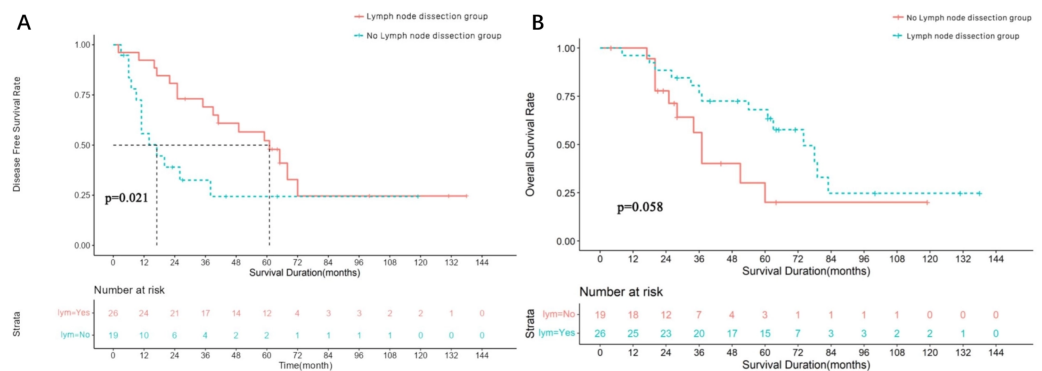 A
Lymph node dissection group
No Lymph node dissection group
Disease Free Survival Rate
1.00
0.75
0.50
0.25
0.00
p=0.021
0 12 24 36 48 60 72 84 96 108 120 132 144
Survival Duration(months)
Number at risk
Strata
lym=Yes 26 24 21 17 14 12 4 3 3 2 2 1 0
lym=No 19 10 6 4 2 2 1 1 1 1 0 0 0
0 12 24 36 48 60 72 84 96 108 120 132 144
Time(month)
B
No Lymph node dissection group
Lymph node dissection group
Overall Survival Rate
1.00
0.75
0.50
0.25
0.00
p=0.058
0 12 24 36 48 60 72 84 96 108 120 132 144
Survival Duration(months)
Number at risk
Strata
lym=No 19 18 12 7 4 3 1 1 1 1 0 0 0
lym=Yes 26 25 23 20 17 15 7 3 3 2 2 1 0
0 12 24 36 48 60 72 84 96 108 120 132 144
Survival Duration(months)